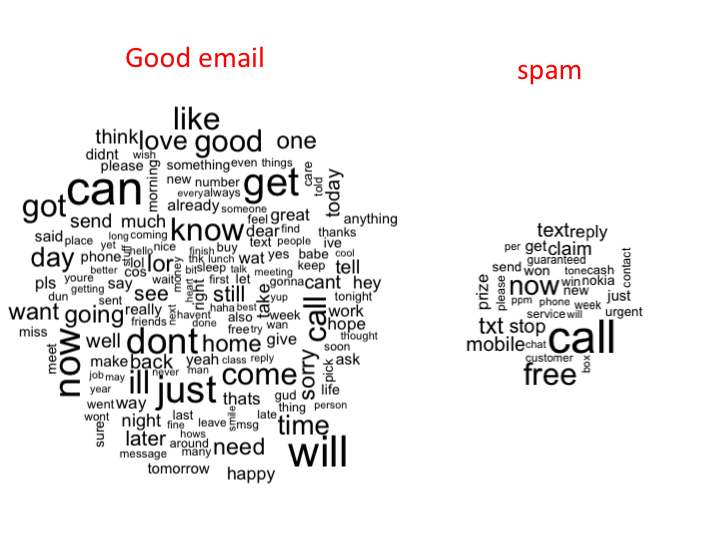 Good email
spam
like
think love good one
didnt wish
please something even things
morning care told
new number
can get today
every always
got already someone
send much know feel great anything
dear find thanks
said place long coming
yet hello nice finish buy text people ive
day phone stuff lol lor thk lunch wat yes babe cool
better cos bit sleep talk meeting keep tell
pls youre say wait money heart right first let gonna cant hey
getting
dun sent see still take yup tonight
want going really next havent haha best also week call work
friends done hope
miss free try wan thought
meet now well dont home give sorry soon
make back yeah class reply pick ask
job may ill never man come
year just life
went way thats gud thing person
wont
sure night last fine leave smile msg late time
later hows around many need will
message
tomorrow happy
text reply
per get claim
guaranteed
send won tone cash contact
prize please now win nokia
new
ppm phone week just
service will urgent
txt stop
mobile chat call
customer
free box